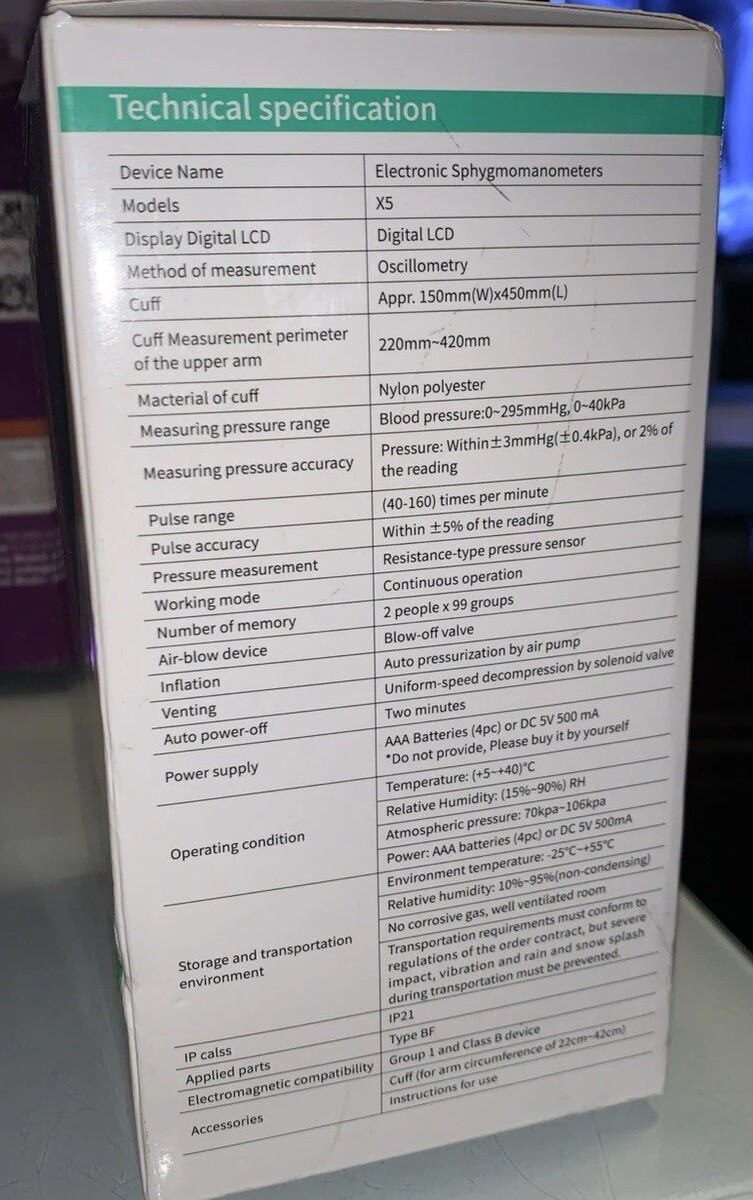 Technical specification
Device Name Electronic Sphygmomanometers
Models X5
Display Digital LCD Digital LCD
Method of measurement Oscillometry
Cuff Appr. 150mm(W)x450mm(L)
Cuff Measurement perimeter
of the upper arm 220mm~420mm
Macterial of cuff Nylon polyester
Measuring pressure range Blood pressure:0~295mmHg, 0~40kPa
Measuring pressure accuracy Pressure: Within±3mmHg(±0.4kPa), or 2% of
the reading
Pulse range (40-160) times per minute
Pulse accuracy Within ±5% of the reading
Pressure measurement Resistance-type pressure sensor
Working mode Continuous operation
Number of memory 2 people x 99 groups
Air-blow device Blow-off valve
Inflation Auto pressurization by air pump
Venting Uniform-speed decompression by solenoid valve
Auto power-off Two minutes
Power supply AAA Batteries (4pc) or DC 5V 500 mA
*Do not provide, Please buy it by yourself
Operating condition Temperature: (+5~+40)°C
Relative Humidity: (15%~90%) RH
Atmospheric pressure: 70kpa~106kpa
Power: AAA batteries (4pc) or DC 5V 500mA
Storage and transportation
environment Environment temperature: -25°C~+55°C
Relative humidity: 10%~95%(non-condensing)
No corrosive gas, well ventilated room
Transportation requirements must conform to
regulations of the order contract, but severe
impact, vibration and rain and snow splash
during transportation must be prevented.
IP calss IP21
Applied parts Type BF
Electromagnetic compatibility Group 1 and Class B device
Accessories Cuff (for arm circumference of 22cm~42cm)
Instructions for use